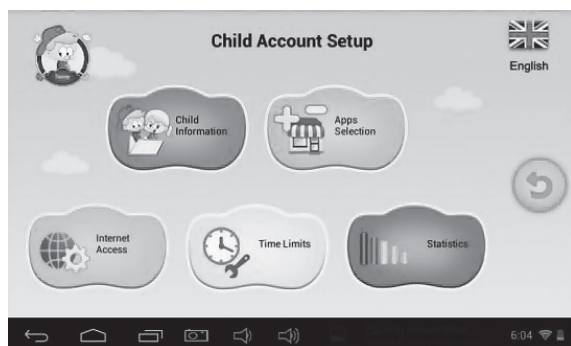 Child Account Setup
English
Child
Information
Apps
Selection
Internet
Access
Time Limits
Statistics
6:04